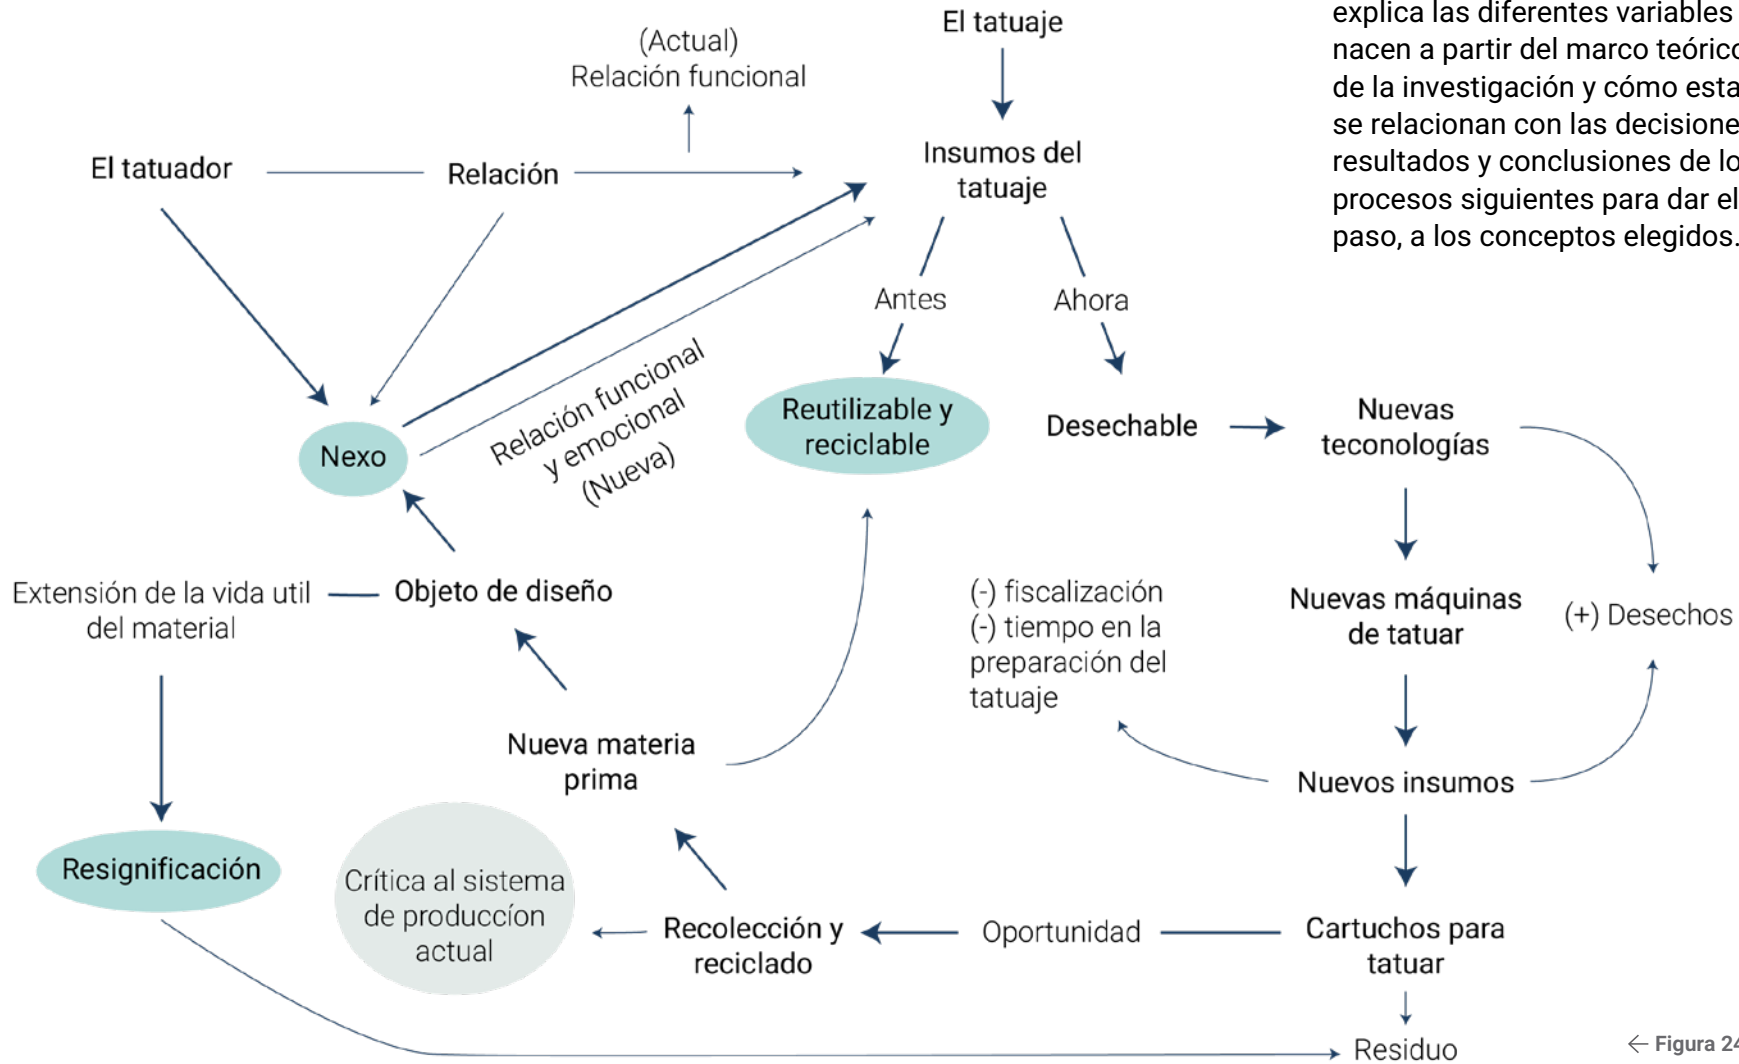 El tatuaje
explica las diferentes variables
nacen a partir del marco teórico
de la investigación y cómo esta
se relacionan con las decisione
resultados y conclusiones de lo
procesos siguientes para dar el
paso, a los conceptos elegidos.
(Actual)
Relación funcional
El tatuador
Relación
Insumos del
tatuaje
Antes
Ahora
Relación funcional
y emocional
(Nueva)
Nexo
Reutilizable y
reciclable
Desechable
Nuevas
teconologías
Extensión de la vida util
del material
Objeto de diseño
(-) fiscalización
(-) tiempo en la
preparación del
tatuaje
Nuevas máquinas
de tatuar
(+) Desechos
Nueva materia
prima
Nuevos insumos
Resignificación
Crítica al sistema
de produccíon
actual
Recolección y
reciclado
Oportunidad
Cartuchos para
tatuar
Residuo
← Figura 24